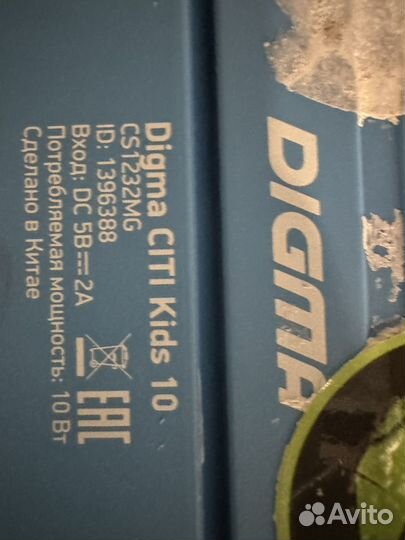 Digma CITI Kids 10
CS1232MG
ID: 1396388
Вход: DC 5В⎓2А
Потребляемая мощность: 10 Вт
Сделано в Китае
EAC
DIGMA
Avito